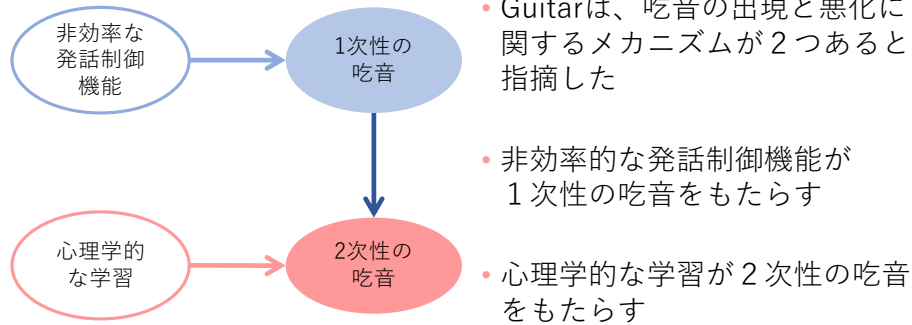 非効率な
発話制御
機能
1次性の
吃音
心理学的
な学習
2次性の
吃音
• Guitarは、吃音の出現と悪化に
関するメカニズムが２つあると
指摘した
• 非効率的な発話制御機能が
１次性の吃音をもたらす
• 心理学的な学習が２次性の吃音
をもたらす